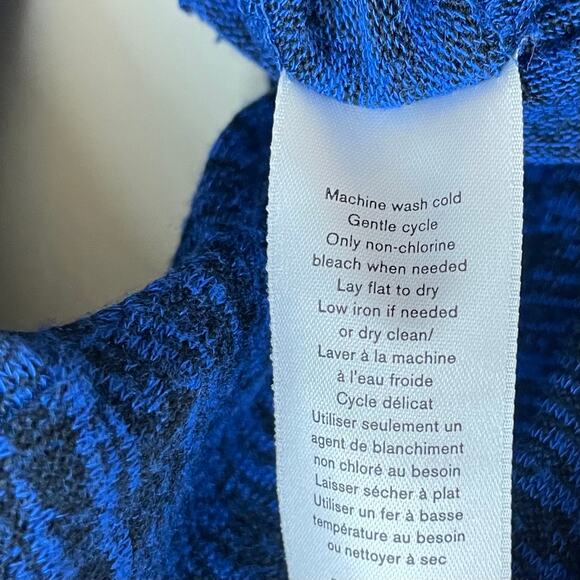 Machine wash cold
Gentle cycle
Only non-chlorine
bleach when needed
Lay flat to dry
Low iron if needed
or dry clean/
Laver à la machine
à l'eau froide
Cycle délicat
Utiliser seulement un
agent de blanchiment
non chloré au besoin
Laisser sécher à plat
Utiliser un fer à basse
température au besoin
ou nettoyer à sec